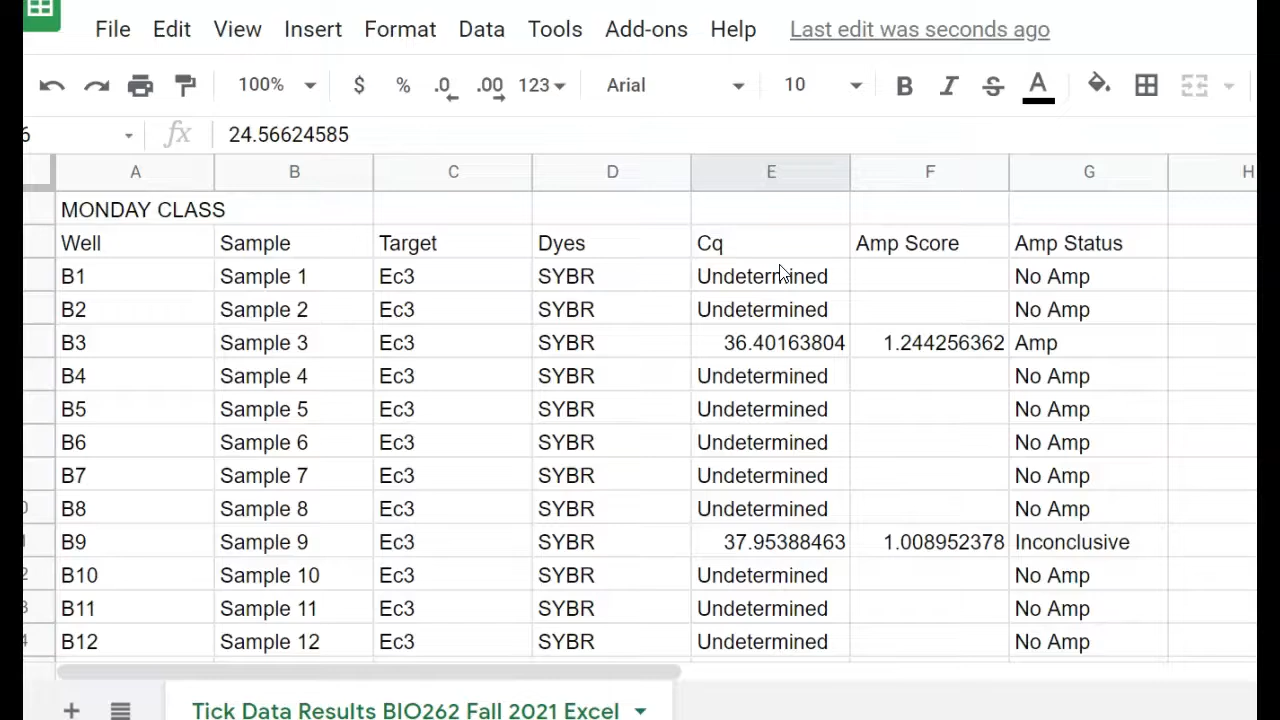 File Edit View Insert Format Data Tools Add-ons Help Last edit was seconds ago
100% $ % .0 .00 123 Arial 10 B I S A
6 fx 24.56624585
A B C D E F G H
MONDAY CLASS
Well Sample Target Dyes Cq Amp Score Amp Status
B1 Sample 1 Ec3 SYBR Undetermined No Amp
B2 Sample 2 Ec3 SYBR Undetermined No Amp
B3 Sample 3 Ec3 SYBR 36.40163804 1.244256362 Amp
B4 Sample 4 Ec3 SYBR Undetermined No Amp
B5 Sample 5 Ec3 SYBR Undetermined No Amp
B6 Sample 6 Ec3 SYBR Undetermined No Amp
B7 Sample 7 Ec3 SYBR Undetermined No Amp
B8 Sample 8 Ec3 SYBR Undetermined No Amp
B9 Sample 9 Ec3 SYBR 37.95388463 1.008952378 Inconclusive
B10 Sample 10 Ec3 SYBR Undetermined No Amp
B11 Sample 11 Ec3 SYBR Undetermined No Amp
B12 Sample 12 Ec3 SYBR Undetermined No Amp
+ Tick Data Results BIO262 Fall 2021 Excel